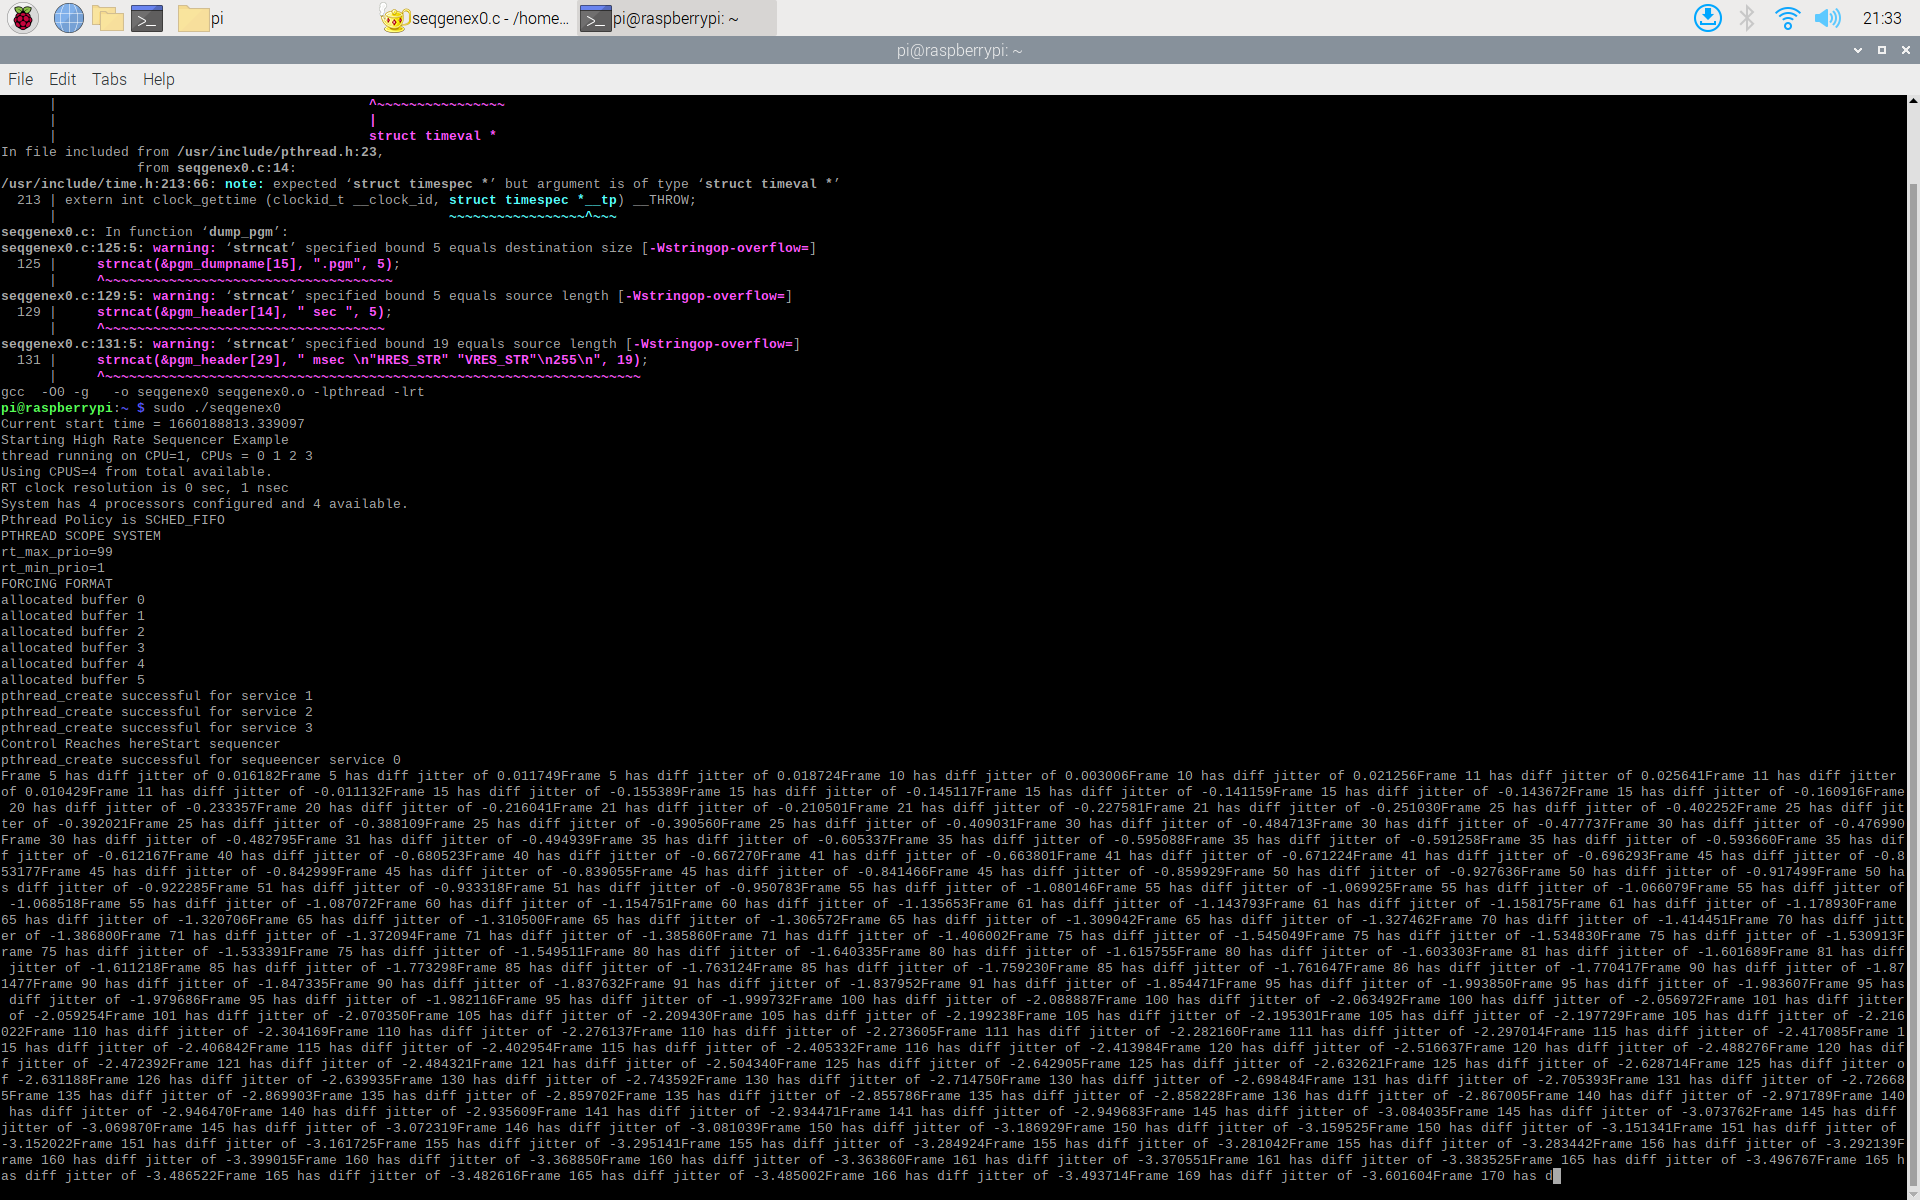 pi
seqgenex0.c - /home...
pi@raspberrypi: ~
21:33
pi@raspberrypi: ~
File Edit Tabs Help
| ^~~~~~~~~~~~~~~~~
| |
| struct timeval *
In file included from /usr/include/pthread.h:23,
from seqgenex0.c:14:
/usr/include/time.h:213:66: note: expected ‘struct timespec *’ but argument is of type ‘struct timeval *’
213 | extern int clock_gettime (clockid_t __clock_id, struct timespec *__tp) __THROW;
| ~~~~~~~~~~~~~~~~~^~~~
seqgenex0.c: In function ‘dump_pgm’:
seqgenex0.c:125:5: warning: ‘strncat’ specified bound 5 equals destination size [-Wstringop-overflow=]
125 | strncat(&pgm_dumpname[15], ".pgm", 5);
| ^~~~~~~~~~~~~~~~~~~~~~~~~~~~~~~~~~~~~
seqgenex0.c:129:5: warning: ‘strncat’ specified bound 5 equals source length [-Wstringop-overflow=]
129 | strncat(&pgm_header[14], " sec ", 5);
| ^~~~~~~~~~~~~~~~~~~~~~~~~~~~~~~~~~~
seqgenex0.c:131:5: warning: ‘strncat’ specified bound 19 equals source length [-Wstringop-overflow=]
131 | strncat(&pgm_header[29], " msec \n"HRES_STR" "VRES_STR"\n255\n", 19);
| ^~~~~~~~~~~~~~~~~~~~~~~~~~~~~~~~~~~~~~~~~~~~~~~~~~~~~~~~~~~~~~~~~~~
gcc -O0 -g -o seqgenex0 seqgenex0.o -lpthread -lrt
pi@raspberrypi:~ $ sudo ./seqgenex0
Current start time = 1660188813.339097
Starting High Rate Sequencer Example
thread running on CPU=1, CPUs = 0 1 2 3
Using CPUS=4 from total available.
RT clock resolution is 0 sec, 1 nsec
System has 4 processors configured and 4 available.
Pthread Policy is SCHED_FIFO
PTHREAD SCOPE SYSTEM
rt_max_prio=99
rt_min_prio=1
FORCING FORMAT
allocated buffer 0
allocated buffer 1
allocated buffer 2
allocated buffer 3
allocated buffer 4
allocated buffer 5
pthread_create successful for service 1
pthread_create successful for service 2
pthread_create successful for service 3
Control Reaches hereStart sequencer
pthread_create successful for sequeencer service 0
Frame 5 has diff jitter of 0.016182Frame 5 has diff jitter of 0.011749Frame 5 has diff jitter of 0.018724Frame 10 has diff jitter of 0.003006Frame 10 has diff jitter of 0.021256Frame 11 has diff jitter of 0.025641Frame 11 has diff jitter
of 0.010429Frame 11 has diff jitter of -0.011132Frame 15 has diff jitter of -0.155389Frame 15 has diff jitter of -0.145117Frame 15 has diff jitter of -0.141159Frame 15 has diff jitter of -0.143672Frame 15 has diff jitter of -0.160916Frame
20 has diff jitter of -0.233357Frame 20 has diff jitter of -0.216041Frame 21 has diff jitter of -0.210501Frame 21 has diff jitter of -0.227581Frame 21 has diff jitter of -0.251030Frame 25 has diff jitter of -0.402252Frame 25 has diff jit
ter of -0.392021Frame 25 has diff jitter of -0.388109Frame 25 has diff jitter of -0.390560Frame 25 has diff jitter of -0.409031Frame 30 has diff jitter of -0.484713Frame 30 has diff jitter of -0.477737Frame 30 has diff jitter of -0.476990
Frame 30 has diff jitter of -0.482795Frame 31 has diff jitter of -0.494939Frame 35 has diff jitter of -0.605337Frame 35 has diff jitter of -0.595088Frame 35 has diff jitter of -0.591258Frame 35 has diff jitter of -0.593660Frame 35 has dif
f jitter of -0.612167Frame 40 has diff jitter of -0.680523Frame 40 has diff jitter of -0.667270Frame 41 has diff jitter of -0.663801Frame 41 has diff jitter of -0.671224Frame 41 has diff jitter of -0.696293Frame 45 has diff jitter of -0.8
53177Frame 45 has diff jitter of -0.842999Frame 45 has diff jitter of -0.839055Frame 45 has diff jitter of -0.841466Frame 45 has diff jitter of -0.859929Frame 50 has diff jitter of -0.927636Frame 50 has diff jitter of -0.917499Frame 50 ha
s diff jitter of -0.922285Frame 51 has diff jitter of -0.933318Frame 51 has diff jitter of -0.950783Frame 55 has diff jitter of -1.080146Frame 55 has diff jitter of -1.069925Frame 55 has diff jitter of -1.066079Frame 55 has diff jitter of
-1.068518Frame 55 has diff jitter of -1.087072Frame 60 has diff jitter of -1.154751Frame 60 has diff jitter of -1.135653Frame 61 has diff jitter of -1.143793Frame 61 has diff jitter of -1.158175Frame 61 has diff jitter of -1.178930Frame
65 has diff jitter of -1.320706Frame 65 has diff jitter of -1.310500Frame 65 has diff jitter of -1.306572Frame 65 has diff jitter of -1.309042Frame 65 has diff jitter of -1.327462Frame 70 has diff jitter of -1.414451Frame 70 has diff jitt
er of -1.386800Frame 71 has diff jitter of -1.372094Frame 71 has diff jitter of -1.385860Frame 71 has diff jitter of -1.406002Frame 75 has diff jitter of -1.545049Frame 75 has diff jitter of -1.534830Frame 75 has diff jitter of -1.530913F
rame 75 has diff jitter of -1.533391Frame 75 has diff jitter of -1.549511Frame 80 has diff jitter of -1.640335Frame 80 has diff jitter of -1.615755Frame 80 has diff jitter of -1.603303Frame 81 has diff jitter of -1.601689Frame 81 has diff
jitter of -1.611218Frame 85 has diff jitter of -1.773298Frame 85 has diff jitter of -1.763124Frame 85 has diff jitter of -1.759230Frame 85 has diff jitter of -1.761647Frame 86 has diff jitter of -1.770417Frame 90 has diff jitter of -1.87
1477Frame 90 has diff jitter of -1.847335Frame 90 has diff jitter of -1.837632Frame 91 has diff jitter of -1.837952Frame 91 has diff jitter of -1.854471Frame 95 has diff jitter of -1.993850Frame 95 has diff jitter of -1.983607Frame 95 has
diff jitter of -1.979686Frame 95 has diff jitter of -1.982116Frame 95 has diff jitter of -1.999732Frame 100 has diff jitter of -2.088887Frame 100 has diff jitter of -2.063492Frame 100 has diff jitter of -2.056972Frame 101 has diff jitter
of -2.059254Frame 101 has diff jitter of -2.070350Frame 105 has diff jitter of -2.209430Frame 105 has diff jitter of -2.199238Frame 105 has diff jitter of -2.195301Frame 105 has diff jitter of -2.197729Frame 105 has diff jitter of -2.216
022Frame 110 has diff jitter of -2.304169Frame 110 has diff jitter of -2.276137Frame 110 has diff jitter of -2.273605Frame 111 has diff jitter of -2.282160Frame 111 has diff jitter of -2.297014Frame 115 has diff jitter of -2.417085Frame 1
15 has diff jitter of -2.406842Frame 115 has diff jitter of -2.402954Frame 115 has diff jitter of -2.405332Frame 116 has diff jitter of -2.413984Frame 120 has diff jitter of -2.516637Frame 120 has diff jitter of -2.488276Frame 120 has dif
f jitter of -2.472392Frame 121 has diff jitter of -2.484321Frame 121 has diff jitter of -2.504340Frame 125 has diff jitter of -2.642905Frame 125 has diff jitter of -2.632621Frame 125 has diff jitter of -2.628714Frame 125 has diff jitter o
f -2.631188Frame 126 has diff jitter of -2.639935Frame 130 has diff jitter of -2.743592Frame 130 has diff jitter of -2.714750Frame 130 has diff jitter of -2.698484Frame 131 has diff jitter of -2.705393Frame 131 has diff jitter of -2.72668
5Frame 135 has diff jitter of -2.869903Frame 135 has diff jitter of -2.859702Frame 135 has diff jitter of -2.855786Frame 135 has diff jitter of -2.858228Frame 136 has diff jitter of -2.867005Frame 140 has diff jitter of -2.971789Frame 140
has diff jitter of -2.946470Frame 140 has diff jitter of -2.935609Frame 141 has diff jitter of -2.934471Frame 141 has diff jitter of -2.949683Frame 145 has diff jitter of -3.084035Frame 145 has diff jitter of -3.073762Frame 145 has diff
jitter of -3.069870Frame 145 has diff jitter of -3.072319Frame 146 has diff jitter of -3.081039Frame 150 has diff jitter of -3.186929Frame 150 has diff jitter of -3.159525Frame 150 has diff jitter of -3.151341Frame 151 has diff jitter of
-3.152022Frame 151 has diff jitter of -3.161725Frame 155 has diff jitter of -3.295141Frame 155 has diff jitter of -3.284924Frame 155 has diff jitter of -3.281042Frame 155 has diff jitter of -3.283442Frame 156 has diff jitter of -3.292139F
rame 160 has diff jitter of -3.399015Frame 160 has diff jitter of -3.368850Frame 160 has diff jitter of -3.363860Frame 161 has diff jitter of -3.370551Frame 161 has diff jitter of -3.383525Frame 165 has diff jitter of -3.496767Frame 165 h
as diff jitter of -3.486522Frame 165 has diff jitter of -3.482616Frame 165 has diff jitter of -3.485002Frame 166 has diff jitter of -3.493714Frame 169 has diff jitter of -3.601604Frame 170 has d